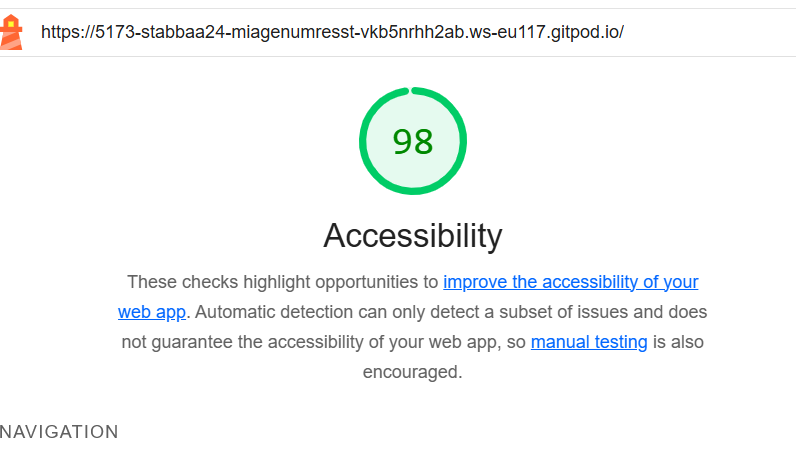 https://5173-stabbaa24-miagenumresst-vkb5nrhh2ab.ws-eu117.gitpod.io/
98
Accessibility
These checks highlight opportunities to improve the accessibility of your
web app. Automatic detection can only detect a subset of issues and does
not guarantee the accessibility of your web app, so manual testing is also
encouraged.
NAVIGATION